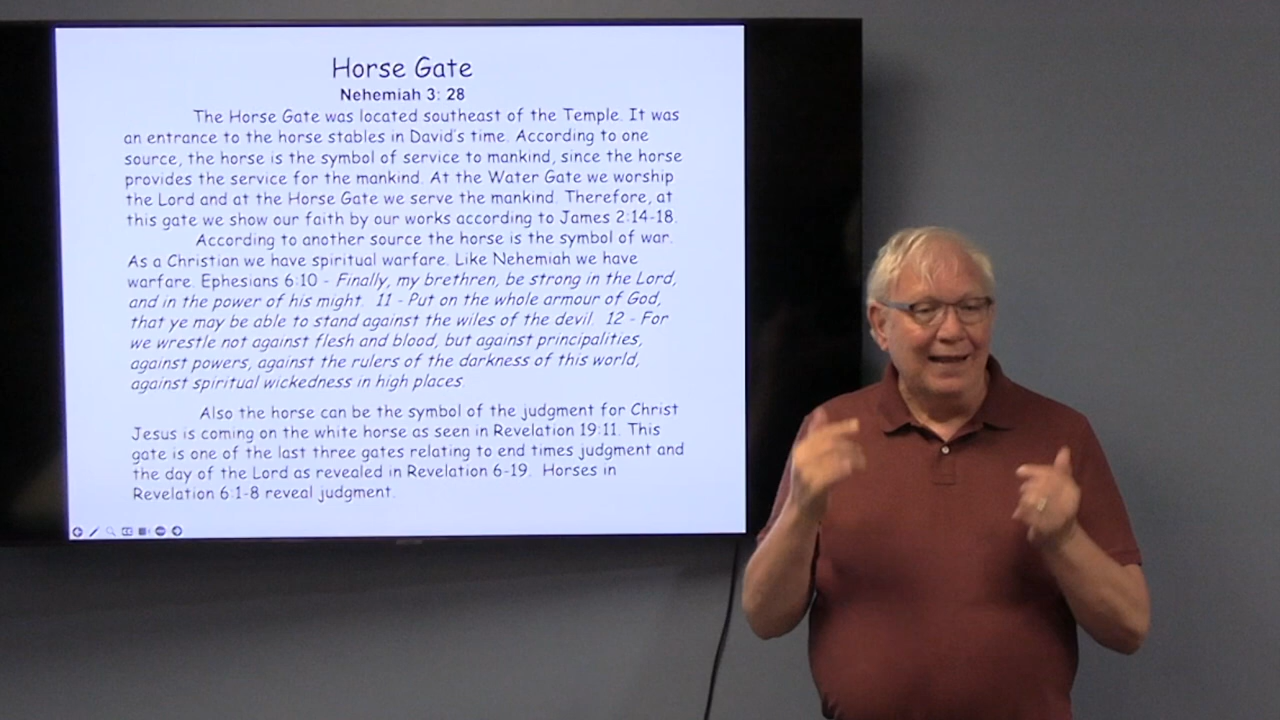 Horse Gate
Nehemiah 3: 28
The Horse Gate was located southeast of the Temple. It was
an entrance to the horse stables in David's time. According to one
source, the horse is the symbol of service to mankind, since the horse
provides the service for the mankind. At the Water Gate we worship
the Lord and at the Horse Gate we serve the mankind. Therefore, at
this gate we show our faith by our works according to James 2:14-18.
According to another source the horse is the symbol of war.
As a Christian we have spiritual warfare. Like Nehemiah we have
warfare. Ephesians 6:10 - Finally, my brethren, be strong in the Lord,
and in the power of his might. 11 - Put on the whole armour of God,
that ye may be able to stand against the wiles of the devil. 12 - For
we wrestle not against flesh and blood, but against principalities,
against powers, against the rulers of the darkness of this world,
against spiritual wickedness in high places.
Also the horse can be the symbol of the judgment for Christ
Jesus is coming on the white horse as seen in Revelation 19:11. This
gate is one of the last three gates relating to end times judgment and
the day of the Lord as revealed in Revelation 6-19. Horses in
Revelation 6:1-8 reveal judgment.